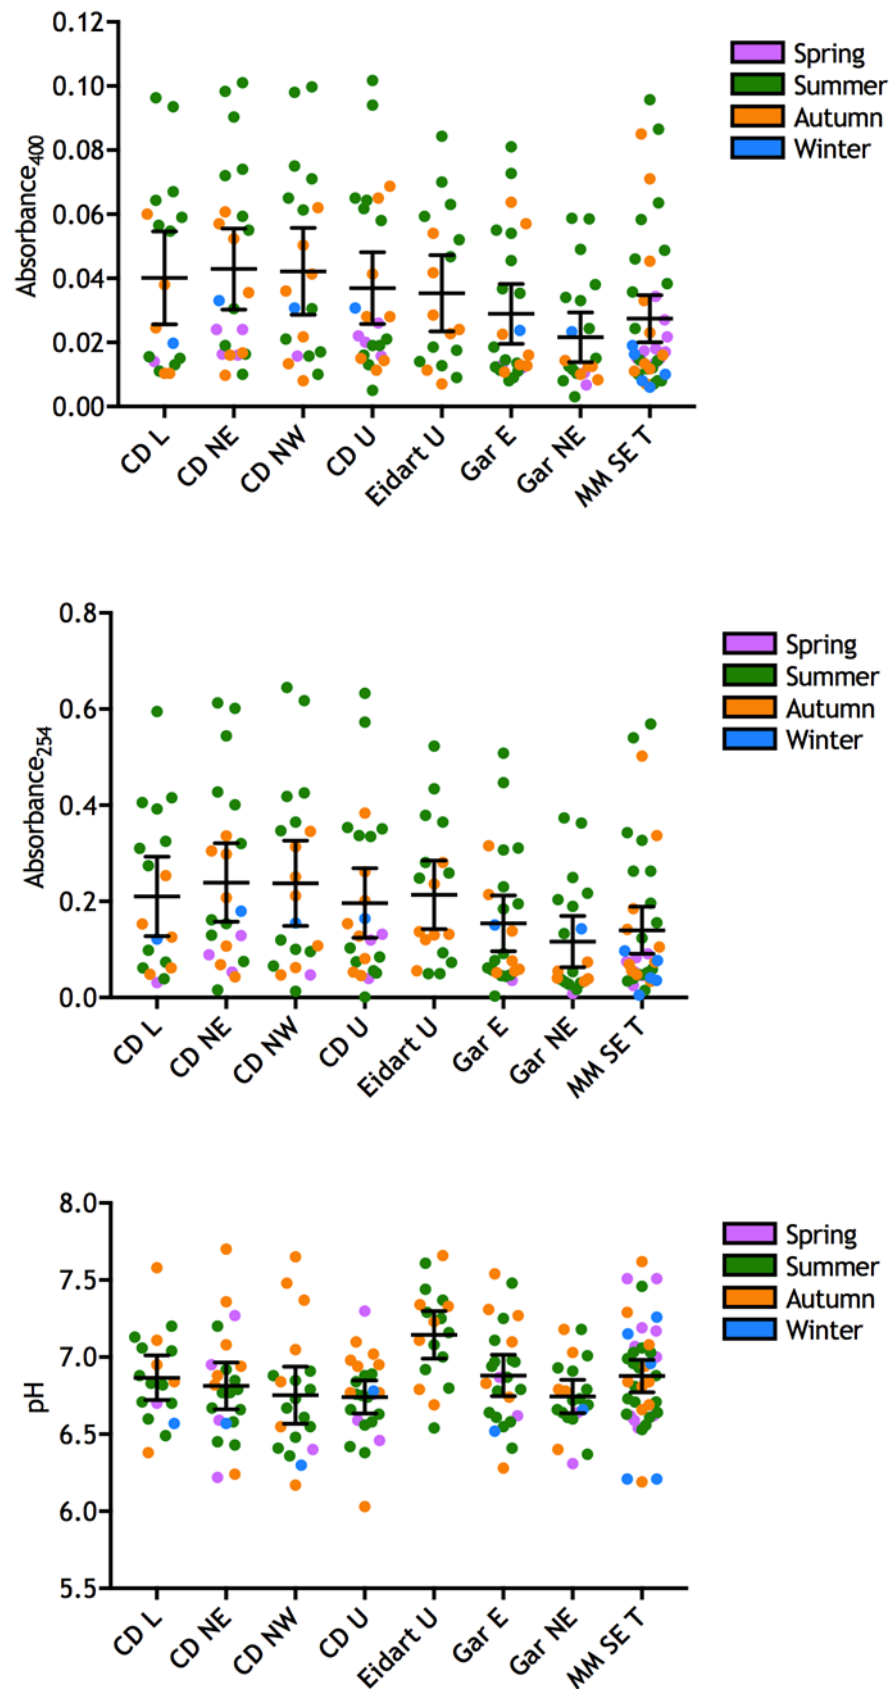 0.12
0.10
0.08
0.06
0.04
0.02
0.00
Absorbance400
CD L
CD NE
CD NW
CD U
Eidart U
Gar E
Gar NE
MM SE T
Spring
Summer
Autumn
Winter
0.8
0.6
0.4
0.2
0.0
Absorbance254
CD L
CD NE
CD NW
CD U
Eidart U
Gar E
Gar NE
MM SE T
Spring
Summer
Autumn
Winter
8.0
7.5
7.0
6.5
6.0
5.5
pH
CD L
CD NE
CD NW
CD U
Eidart U
Gar E
Gar NE
MM SE T
Spring
Summer
Autumn
Winter